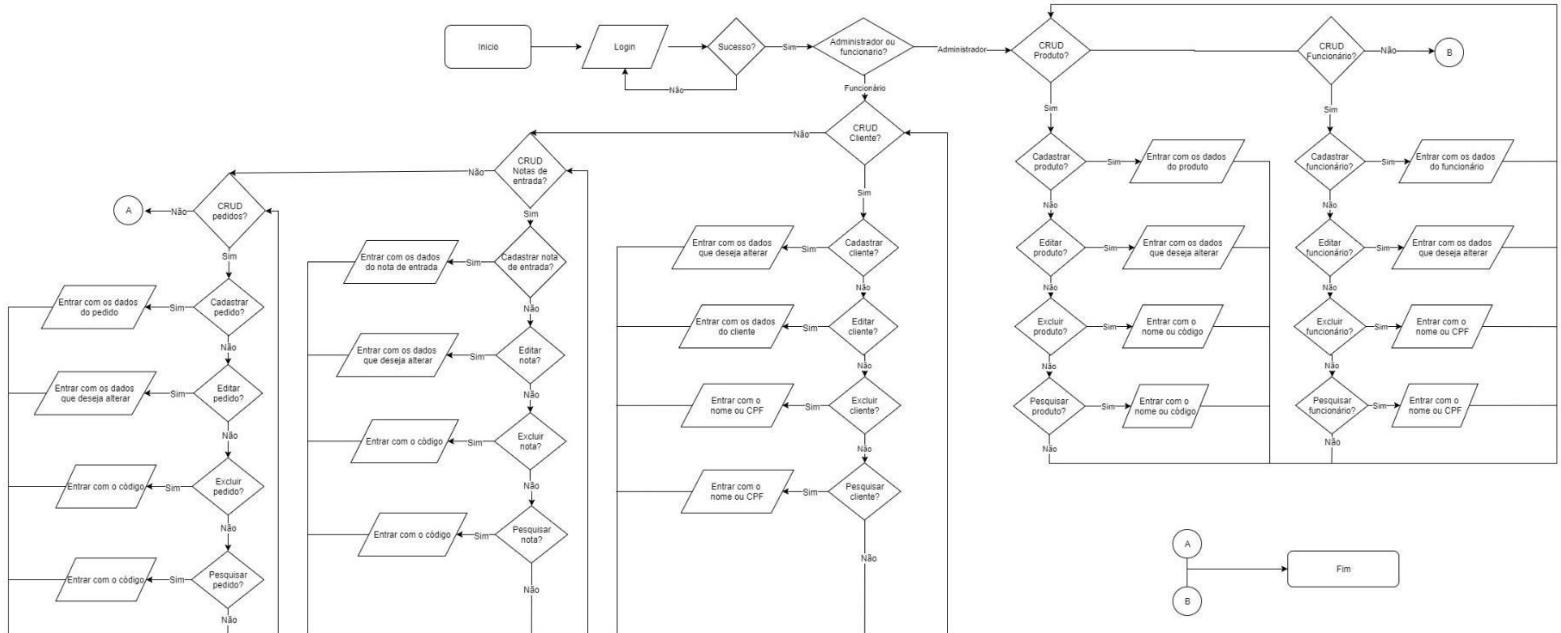 Inicio
Login
Sucesso?
Sim
Não
Administrador ou
funcionário?
Administrador
Funcionário
CRUD
Produto?
CRUD
Funcionário?
Não
B
Sim
Cadastrar
produto?
Sim
Entrar com os dados
do produto
Não
Editar
produto?
Sim
Entrar com os dados
que deseja alterar
Não
Excluir
produto?
Sim
Entrar com o
nome ou código
Não
Pesquisar
produto?
Sim
Entrar com o
nome ou código
Não
Sim
Cadastrar
funcionário?
Sim
Entrar com os dados
do funcionário
Não
Editar
funcionário?
Sim
Entrar com os dados
que deseja alterar
Não
Excluir
funcionário?
Sim
Entrar com o
nome ou CPF
Não
Pesquisar
funcionário?
Sim
Entrar com o
nome ou CPF
Não
CRUD
Cliente?
Não
Sim
Cadastrar
cliente?
Sim
Entrar com os dados
que deseja alterar
Não
Editar
cliente?
Sim
Entrar com os dados
do cliente
Não
Excluir
cliente?
Sim
Entrar com o
nome ou CPF
Não
Pesquisar
cliente?
Sim
Entrar com o
nome ou CPF
Não
CRUD
Notas de
entrada?
Não
Sim
Cadastrar nota
de entrada?
Sim
Entrar com os dados
do nota de entrada
Não
Editar
nota?
Sim
Entrar com os dados
que deseja alterar
Não
Excluir
nota?
Sim
Entrar com o código
Não
Pesquisar
nota?
Sim
Entrar com o código
Não
CRUD
pedidos?
Não
A
Sim
Cadastrar
pedido?
Sim
Entrar com os dados
do pedido
Não
Editar
pedido?
Sim
Entrar com os dados
que deseja alterar
Não
Excluir
pedido?
Sim
Entrar com o código
Não
Pesquisar
pedido?
Sim
Entrar com o código
Não
A
B
Fim